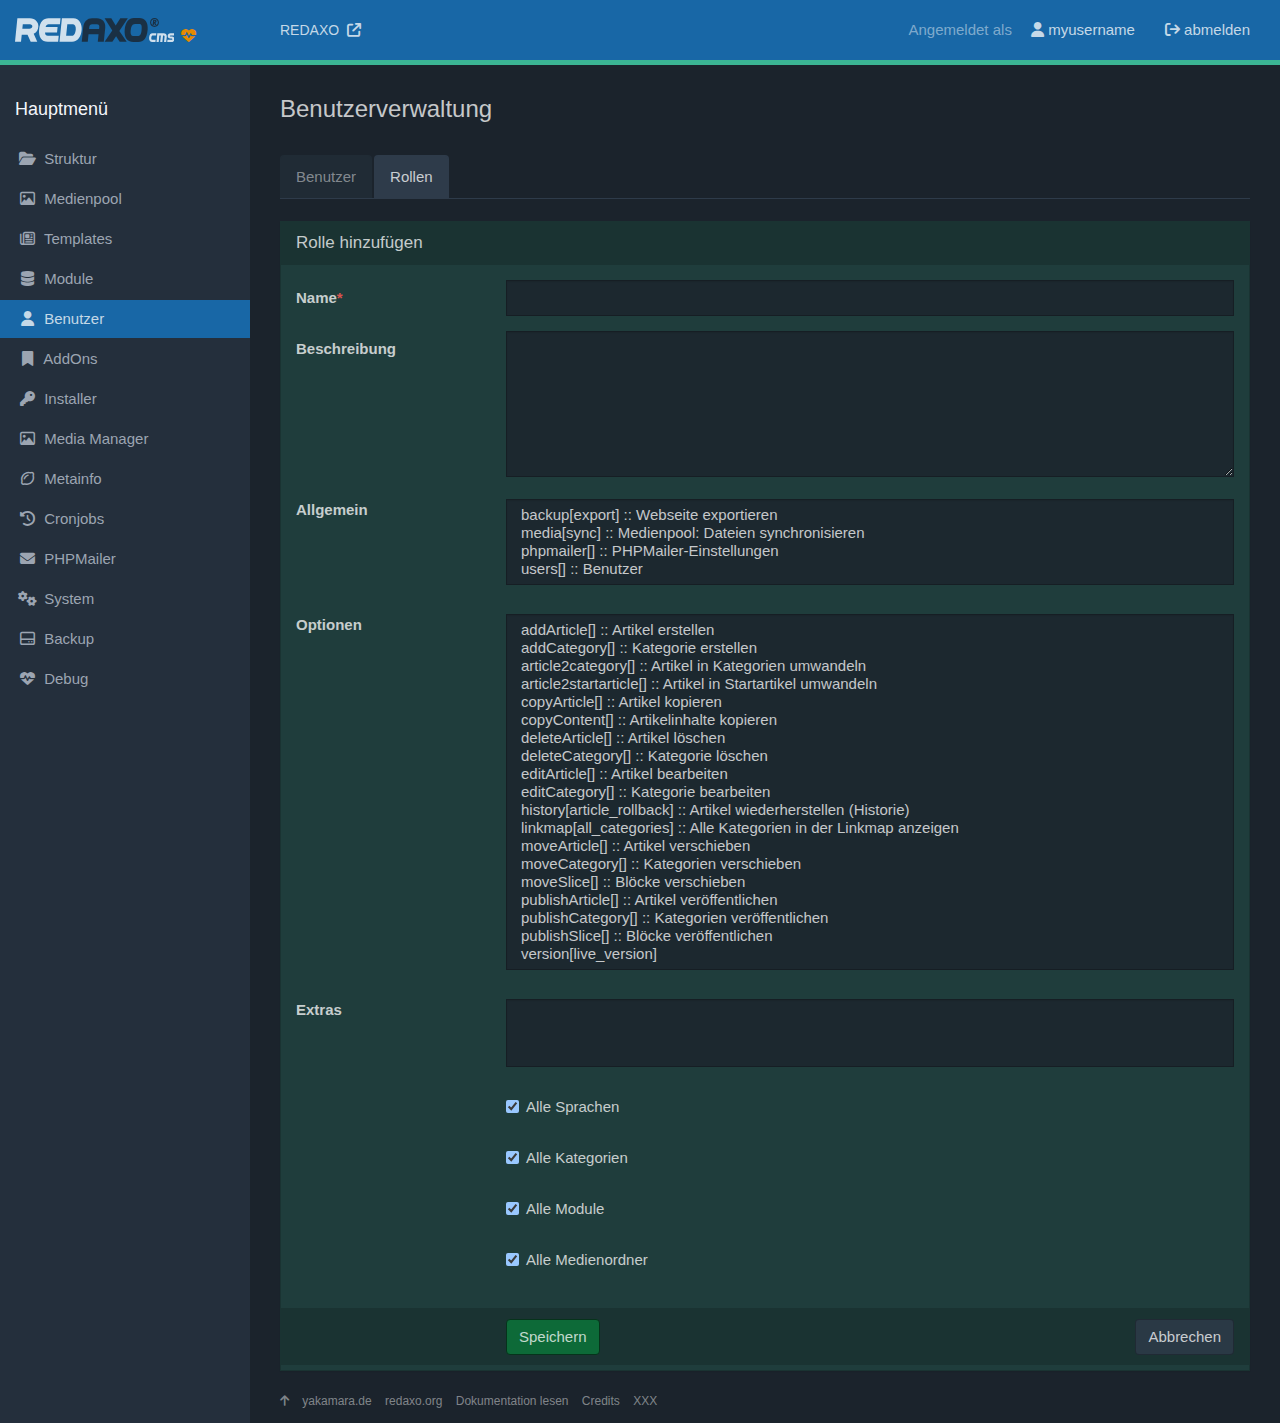 REDAXO® cms
REDAXO
Angemeldet als myusername abmelden
Hauptmenü
Struktur
Medienpool
Templates
Module
Benutzer
AddOns
Installer
Media Manager
Metainfo
Cronjobs
PHPMailer
System
Backup
Debug
Benutzerverwaltung
Benutzer Rollen
Rolle hinzufügen
Name*
Beschreibung
Allgemein
backup[export] :: Webseite exportieren
media[sync] :: Medienpool: Dateien synchronisieren
phpmailer[] :: PHPMailer-Einstellungen
users[] :: Benutzer
Optionen
addArticle[] :: Artikel erstellen
addCategory[] :: Kategorie erstellen
article2category[] :: Artikel in Kategorien umwandeln
article2startarticle[] :: Artikel in Startartikel umwandeln
copyArticle[] :: Artikel kopieren
copyContent[] :: Artikelinhalte kopieren
deleteArticle[] :: Artikel löschen
deleteCategory[] :: Kategorie löschen
editArticle[] :: Artikel bearbeiten
editCategory[] :: Kategorie bearbeiten
history[article_rollback] :: Artikel wiederherstellen (Historie)
linkmap[all_categories] :: Alle Kategorien in der Linkmap anzeigen
moveArticle[] :: Artikel verschieben
moveCategory[] :: Kategorien verschieben
moveSlice[] :: Blöcke verschieben
publishArticle[] :: Artikel veröffentlichen
publishCategory[] :: Kategorien veröffentlichen
publishSlice[] :: Blöcke veröffentlichen
version[live_version]
Extras
Alle Sprachen
Alle Kategorien
Alle Module
Alle Medienordner
Speichern Abbrechen
yakamara.de redaxo.org Dokumentation lesen Credits XXX